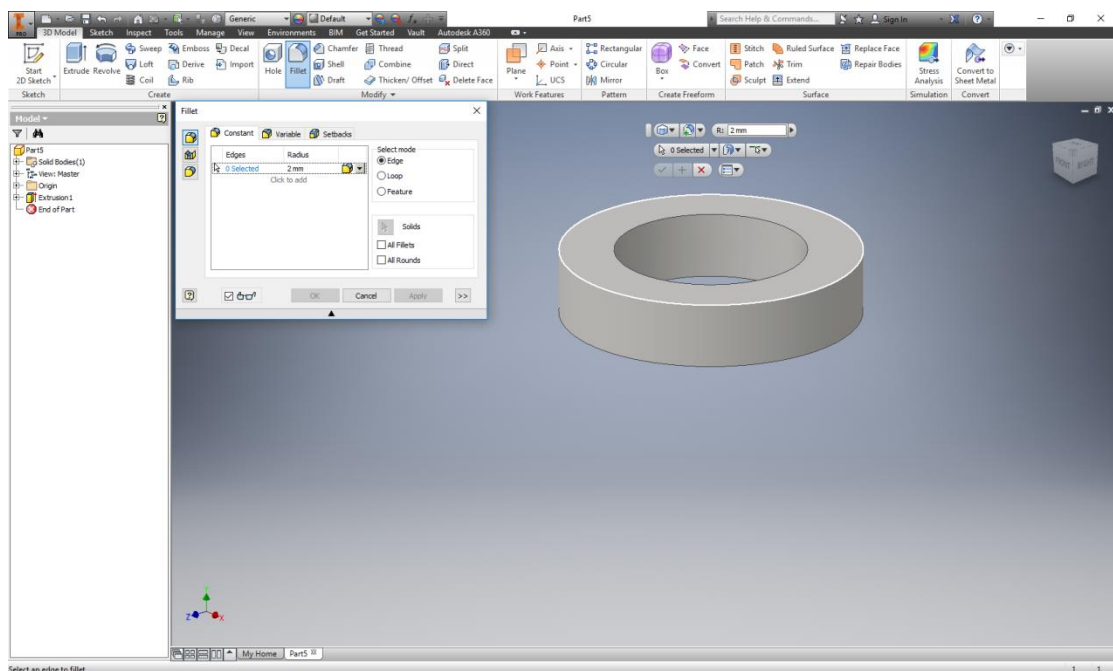 PRO
Generic
Default
Part5
Search Help & Commands...
Sign In
3D Model Sketch Inspect Tools Manage View Environments BIM Get Started Vault Autodesk A360
Start
2D Sketch
Extrude
Revolve
Sweep
Loft
Coil
Emboss
Derive
Rib
Decal
Import
Hole
Fillet
Chamfer
Shell
Draft
Thread
Combine
Thicken/ Offset
Split
Direct
Delete Face
Plane
Axis
Point
UCS
Rectangular
Circular
Mirror
Box
Face
Convert
Stitch
Patch
Sculpt
Ruled Surface
Trim
Extend
Replace Face
Repair Bodies
Stress
Analysis
Convert to
Sheet Metal
Sketch Create Modify Work Features Pattern Create Freeform Surface Simulation Convert
Model
Part5
Solid Bodies(1)
View: Master
Origin
Extrusion1
End of Part
Fillet
Constant Variable Setbacks
Edges Radius
0 Selected 2 mm
Click to add
Select mode
Edge
Loop
Feature
Solids
All Fillets
All Rounds
OK Cancel Apply >>
R: 2 mm
0 Selected
FRONT RIGHT
Y
Z X
My Home Part5
Select an edge to fillet
1 1